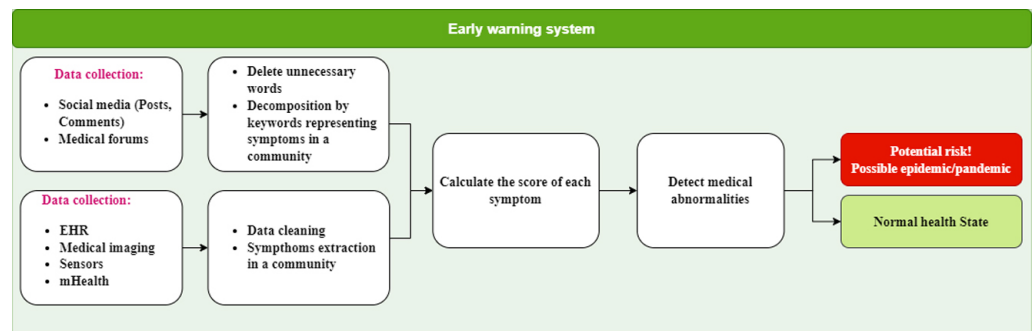 Early warning system
Data collection:
• Social media (Posts,
Comments)
• Medical forums
• Delete unnecessary
words
• Decomposition by
keywords representing
symptoms in a
community
Data collection:
• EHR
• Medical imaging
• Sensors
• mHealth
• Data cleaning
• Sympthoms extraction
in a community
Calculate the score of each
symptom
Detect medical
abnormalities
Potential risk!
Possible epidemic/pandemic
Normal health State